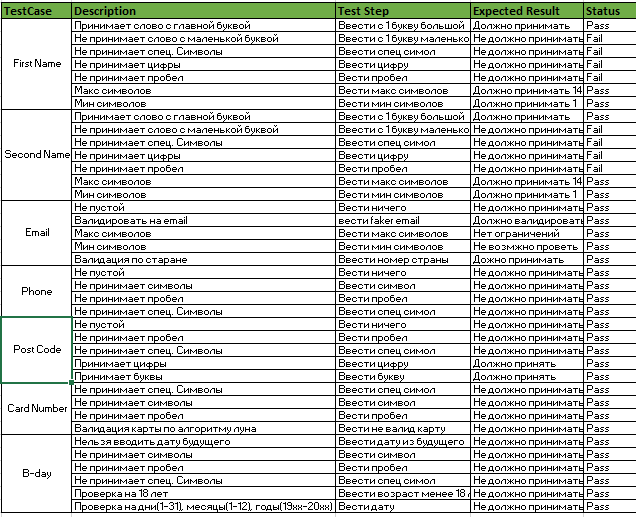 TestCase Description Test Step Expected Result Status
Принимает слово с главной буквой Ввести с 1 букву большой Должно принимать Pass
Не принимает слово с маленькой буквой Ввести с 1 букву маленько Не должно принимать Fail
Не принимает спец. Символы Ввести спец симол Не должно принимать Fail
First Name Не принимает цифры Ввести цифру Не должно принимать Fail
Не принимает пробел Вести пробел Не должно принимать Fail
Макс символов Вести макс символов Должно принимать 14 Pass
Мин символов Вести мин символов Должно принимать 1 Pass
Принимает слово с главной буквой Ввести с 1 букву большой Должно принимать Pass
Не принимает слово с маленькой буквой Ввести с 1 букву маленько Не должно принимать Fail
Не принимает спец. Символы Ввести спец симол Не должно принимать Pass
Second Name Не принимает цифры Ввести цифру Не должно принимать Fail
Не принимает пробел Вести пробел Не должно принимать Fail
Макс символов Вести макс символов Должно принимать 14 Pass
Мин символов Вести мин символов Должно принимать 1 Pass
Не пустой Вести ничего Не должно принимать Pass
Валидировать на email вести faker email Должно валидироват Pass
Email Макс символов Вести макс символов Нет ограничений Pass
Мин символов Вести мин символов Не возмжно проветь Pass
Валидация по старане Вести номер страны Дожно принимать Pass
Не пустой Вести ничего Не должно принимать Pass
Phone Не принимает символы Ввести символ Не должно принимать Pass
Не принимает пробел Вести пробел Не должно принимать Pass
Не принимает спец. Символы Ввести спец симол Не должно принимать Pass
Не пустой Вести ничего Не должно принимать Pass
Не принимает пробел Вести пробел Не должно принимать Pass
Post Code Не принимает спец. Символы Ввести спец симол Не должно принимать Pass
Принимает цифры Ввести цифру Должно принять Pass
Принимает буквы Ввести букву Должно принять Pass
Не принимает спец. Символы Ввести спец симол Не должно принимать Pass
Card Number Не принимает символы Ввести символ Не должно принимать Pass
Не принимает пробел Вести пробел Не должно принимать Pass
Валидация карты по алгоритму луна Вести не валид карту Не должно принимать Pass
Нельзя вводить дату будущего Ввести дату из будущего Не должно принимать Pass
Не принимает символы Ввести символ Не должно принимать Pass
B-day Не принимает пробел Вести пробел Не должно принимать Pass
Не принимает спец. Символы Ввести спец симол Не должно принимать Pass
Проверка на 18 лет Ввести возраст менее 18 Не должно принимать Pass
Проверка на дни(1-31), месяцы(1-12), годы(19xx-20xx) Вести дату Не должно принимать Pass